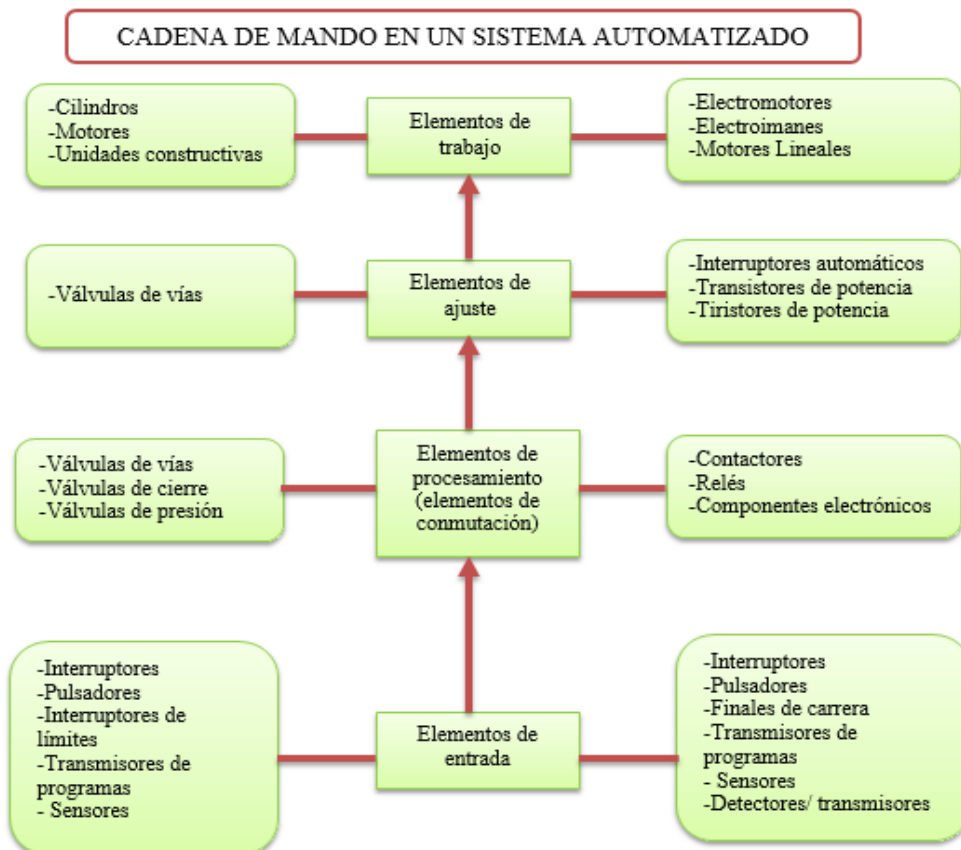 CADENA DE MANDO EN UN SISTEMA AUTOMATIZADO
-Cilindros
-Motores
-Unidades constructivas
Elementos de
trabajo
-Electromotores
-Electroimanes
-Motores Lineales
-Válvulas de vías
Elementos de
ajuste
-Interruptores automáticos
-Transistores de potencia
-Tiristores de potencia
-Válvulas de vías
-Válvulas de cierre
-Válvulas de presión
Elementos de
procesamiento
(elementos de
conmutación)
-Contactores
-Relés
-Componentes electrónicos
-Interruptores
-Pulsadores
-Interruptores de
límites
-Transmisores de
programas
- Sensores
Elementos de
entrada
-Interruptores
-Pulsadores
-Finales de carrera
-Transmisores de
programas
- Sensores
-Detectores/ transmisores